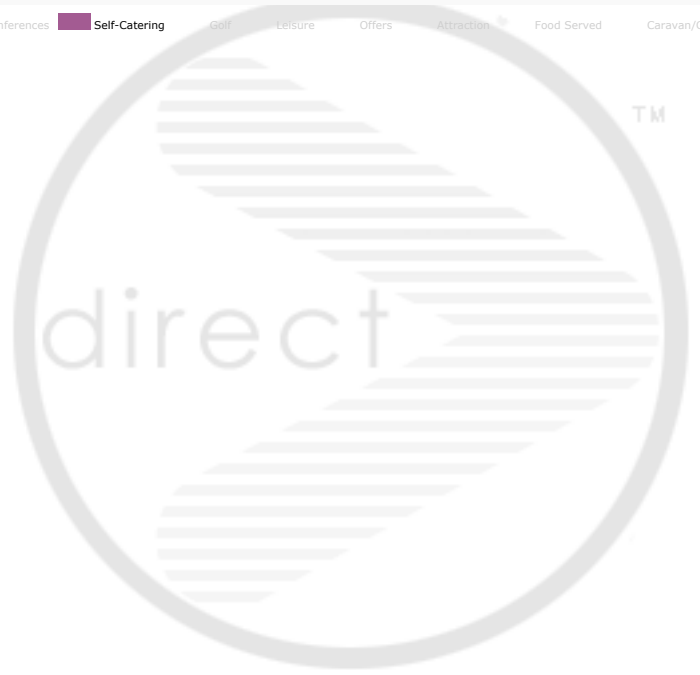 nferences Self-Catering Golf Leisure Offers Attraction Food Served Caravan/C
TM
direct